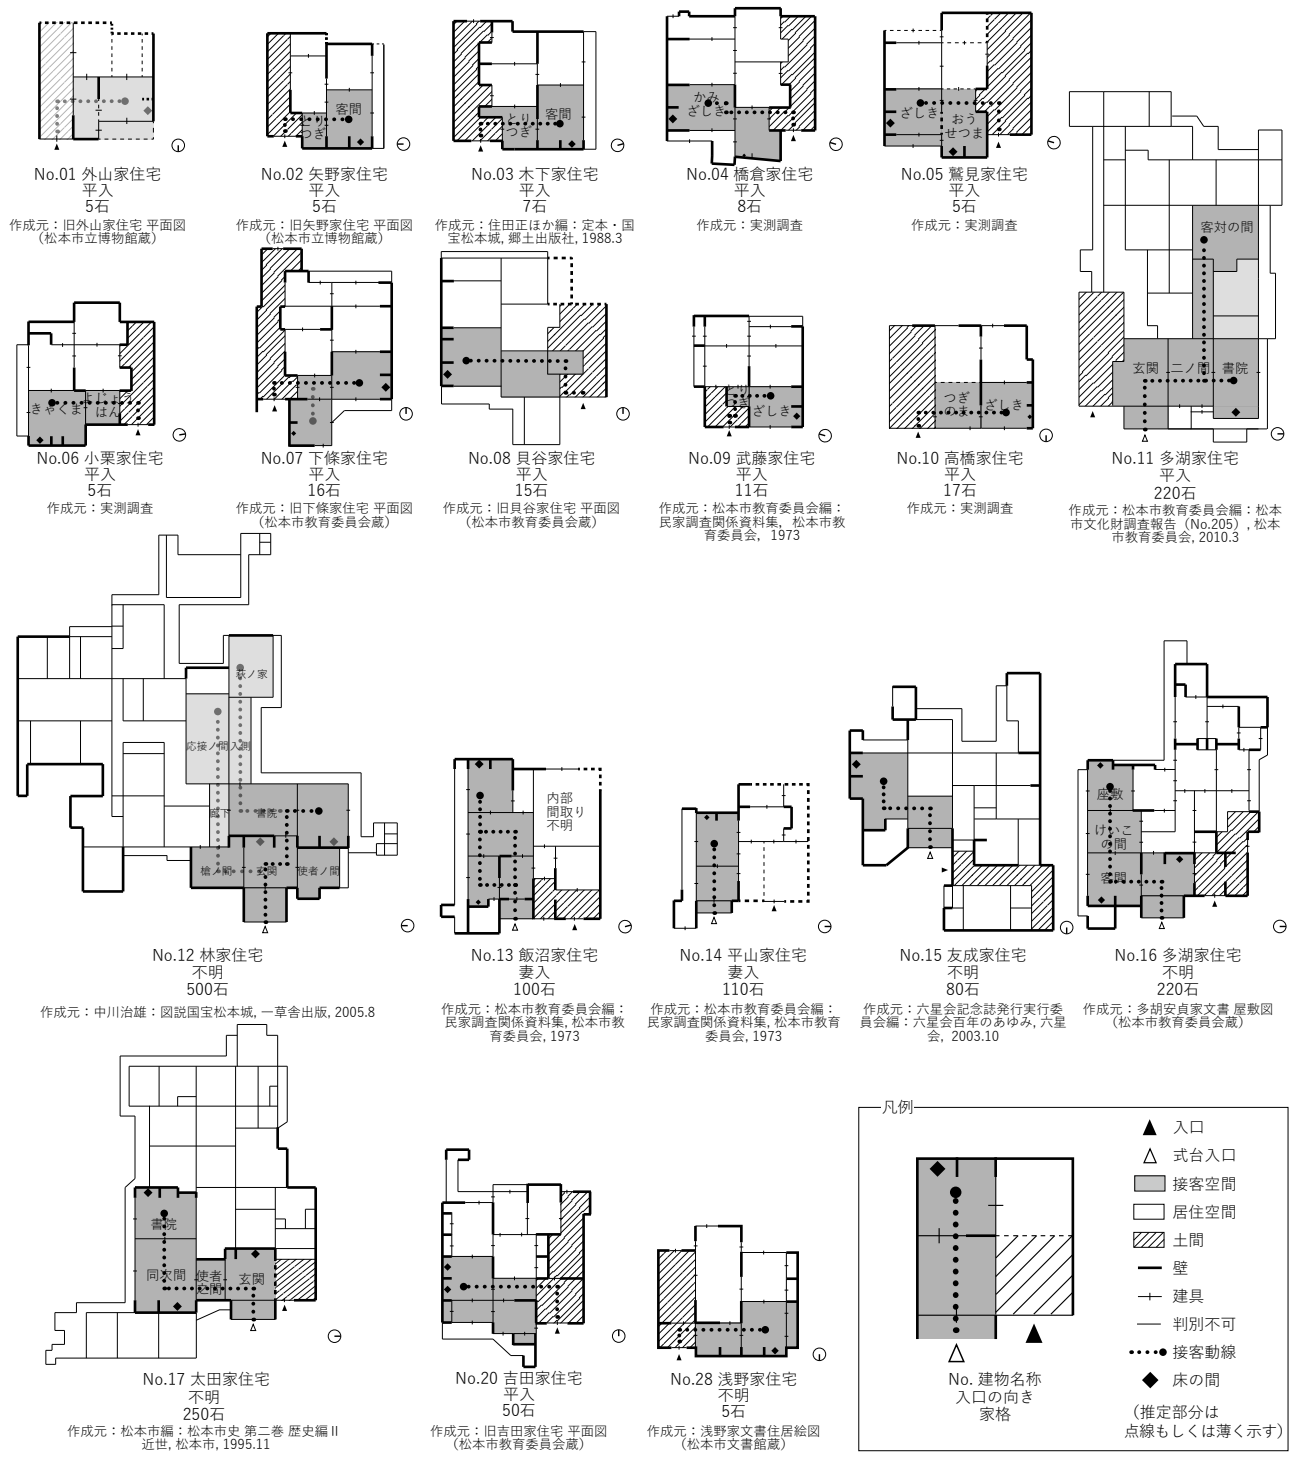 客間
とり
つぎ
客間
とり
つぎ
かみ
ざしき
ざしき
おう
せつま
No.01 外山家住宅
平入
5石
作成元：旧外山家住宅 平面図
（松本市立博物館蔵）
No.02 矢野家住宅
平入
5石
作成元：旧矢野家住宅 平面図
（松本市立博物館蔵）
No.03 木下家住宅
平入
7石
作成元：住田正ほか編：定本・国
宝松本城, 郷土出版社, 1988.3
No.04 橋倉家住宅
平入
8石
作成元：実測調査
No.05 鷲見家住宅
平入
5石
作成元：実測調査
客対の間
玄関
二ノ間
書院
きゃくま
よじょう
はん
とり
つぎ
ざしき
つぎ
のま
ざしき
No.06 小栗家住宅
平入
5石
作成元：実測調査
No.07 下條家住宅
平入
16石
作成元：旧下條家住宅 平面図
（松本市教育委員会蔵）
No.08 貝谷家住宅
平入
15石
作成元：旧貝谷家住宅 平面図
（松本市教育委員会蔵）
No.09 武藤家住宅
平入
11石
作成元：松本市教育委員会編：
民家調査関係資料集, 松本市教
育委員会, 1973
No.10 高橋家住宅
平入
17石
作成元：実測調査
No.11 多湖家住宅
平入
220石
作成元：松本市教育委員会編：松本
市文化財調査報告（No.205）, 松本
市教育委員会, 2010.3
萩ノ家
応接ノ間
入側
廊下
書院
槍ノ間
玄関
使者ノ間
内部
間取り
不明
座敷
けいこ
の間
客間
No.12 林家住宅
不明
500石
作成元：中川治雄：図説国宝松本城, 一草舎出版, 2005.8
No.13 飯沼家住宅
妻入
100石
作成元：松本市教育委員会編：
民家調査関係資料集, 松本市教
育委員会, 1973
No.14 平山家住宅
妻入
110石
作成元：松本市教育委員会編：
民家調査関係資料集, 松本市教育
委員会, 1973
No.15 友成家住宅
不明
80石
作成元：六星会記念誌発行実行委
員会編：六星会百年のあゆみ, 六星
会, 2003.10
No.16 多湖家住宅
不明
220石
作成元：多胡安貞家文書 屋敷図
（松本市教育委員会蔵）
書院
同次間
使者
之間
玄関
No.17 太田家住宅
不明
250石
作成元：松本市編：松本市史 第二巻 歴史編Ⅱ
近世, 松本市, 1995.11
No.20 吉田家住宅
平入
50石
作成元：旧吉田家住宅 平面図
（松本市教育委員会蔵）
No.28 浅野家住宅
不明
5石
作成元：浅野家文書住居絵図
（松本市文書館蔵）
凡例
入口
式台入口
接客空間
居住空間
土間
壁
建具
判別不可
接客動線
床の間
（推定部分は
点線もしくは薄く示す）
No. 建物名称
入口の向き
家格